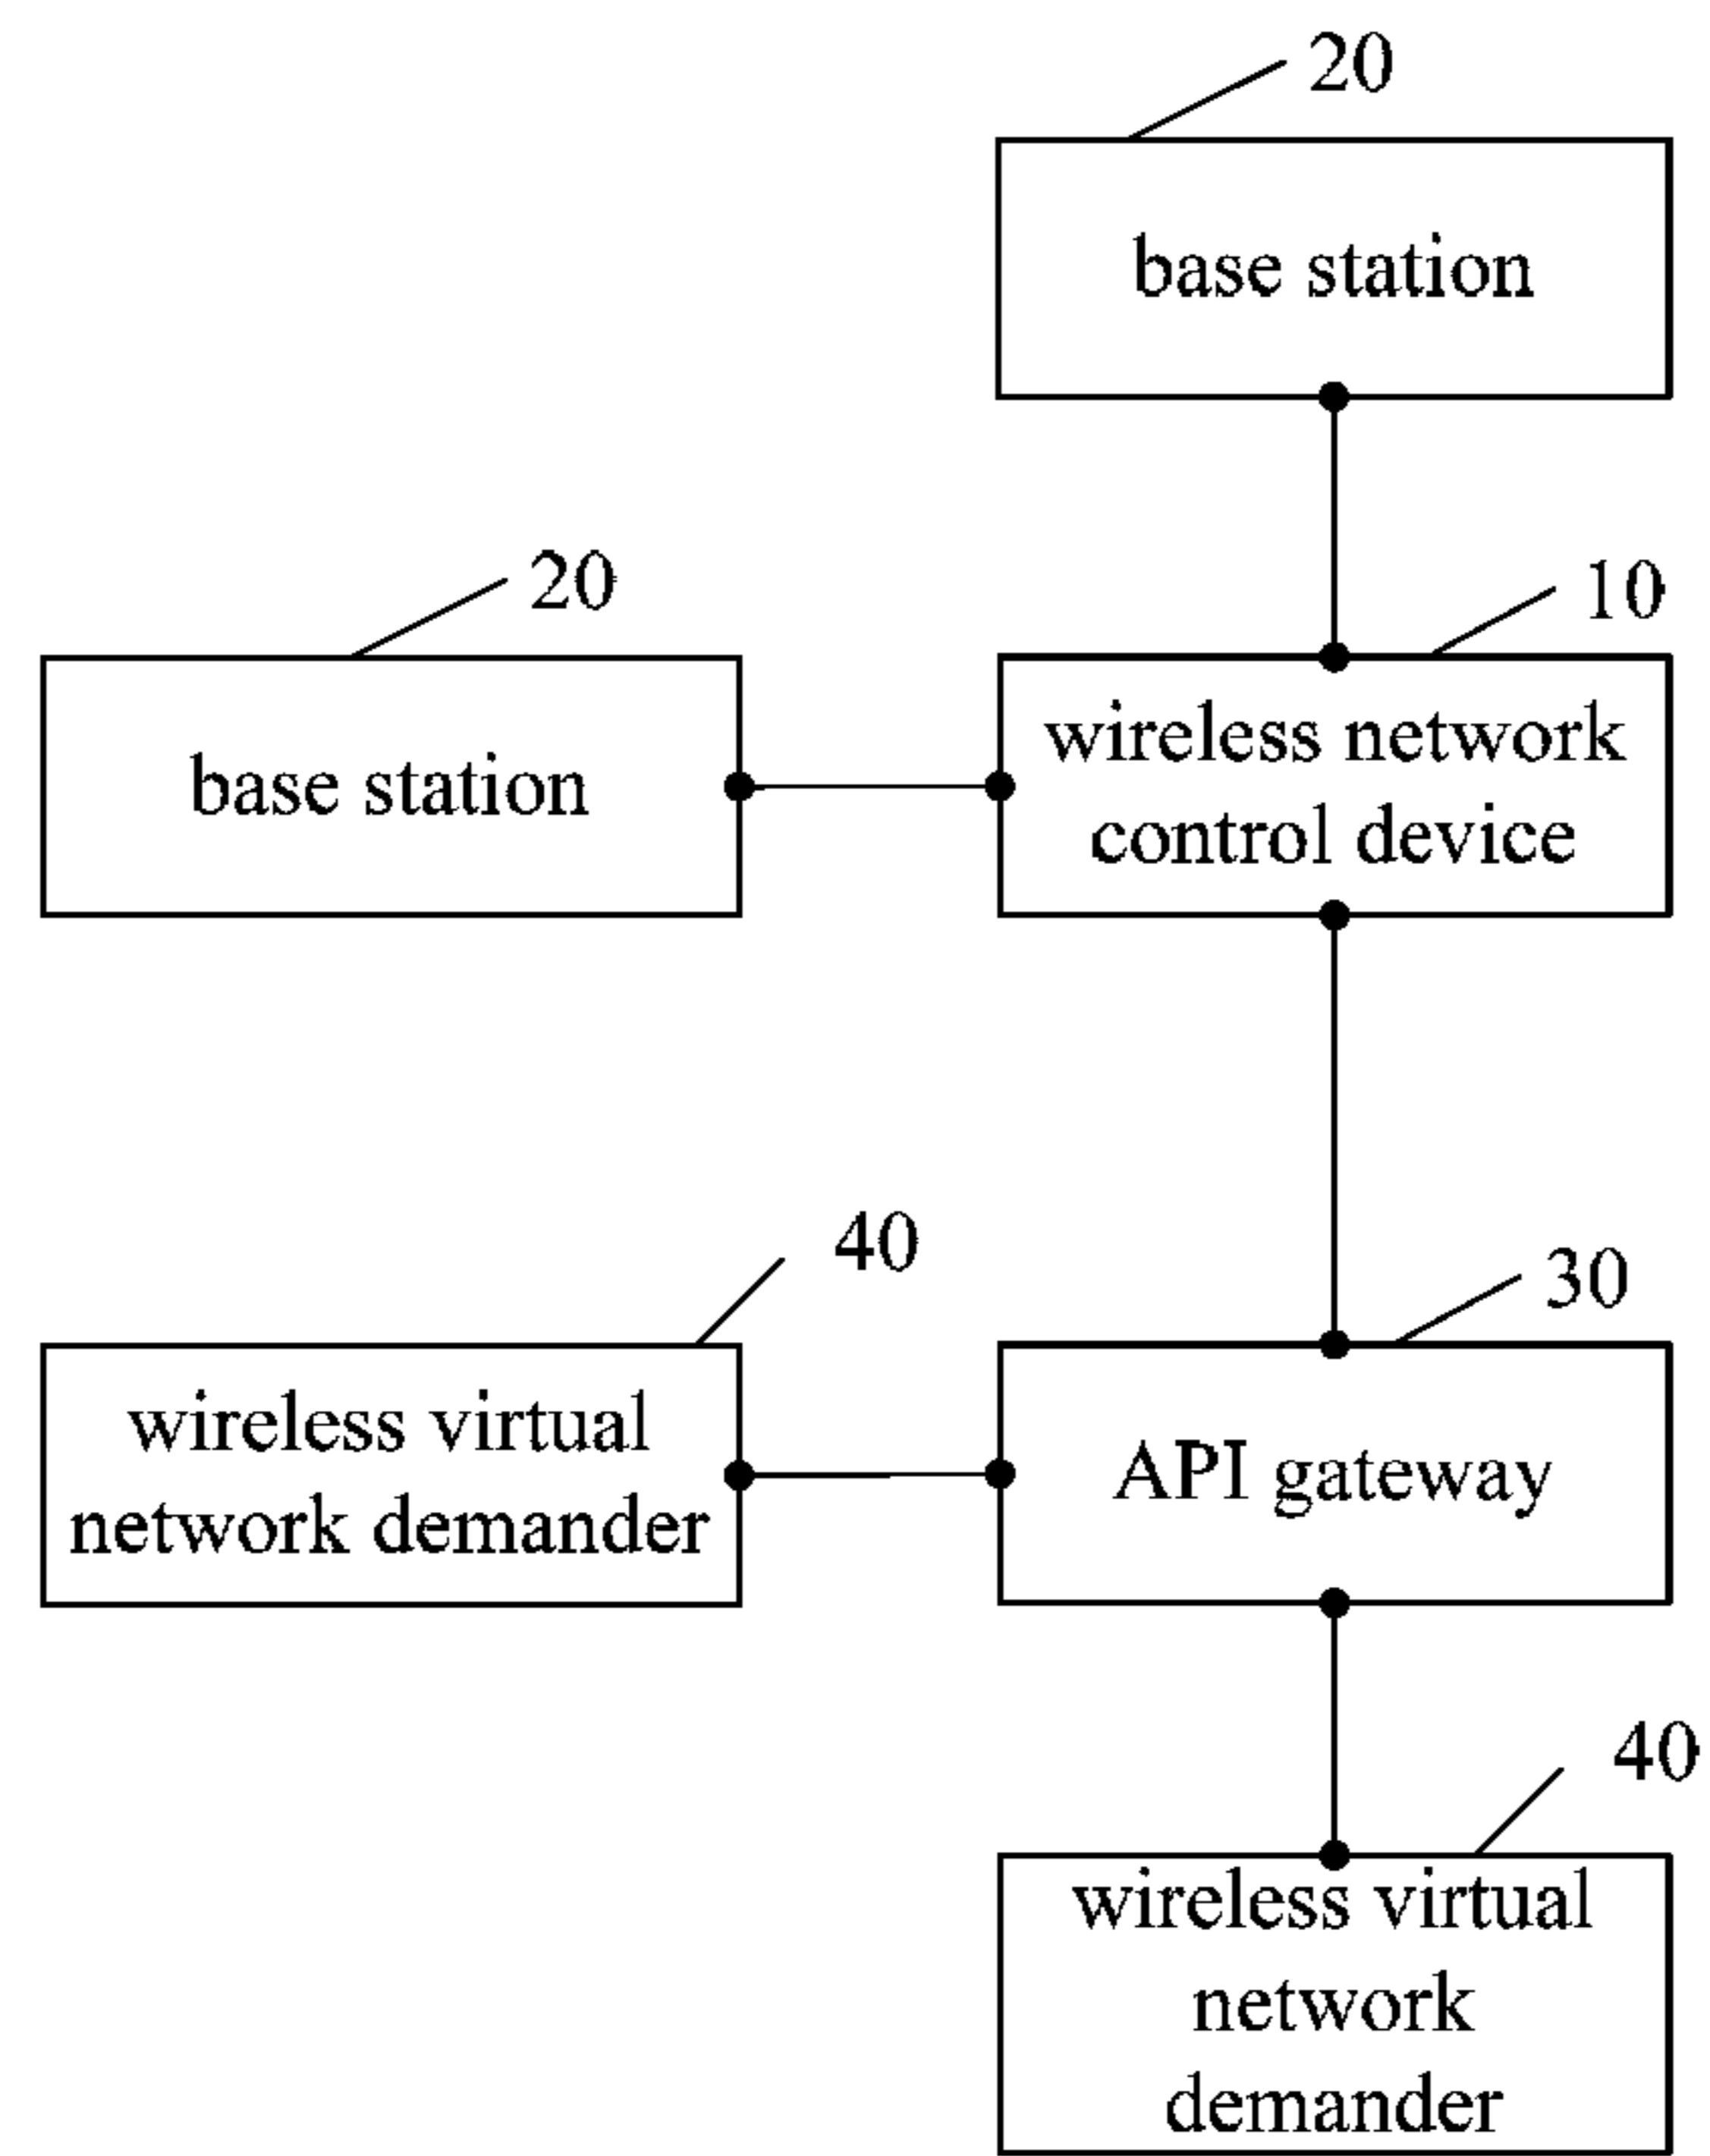 20
base station
20
10
base station
wireless network
control device
40
30
wireless virtual
network demander
API gateway
40
wireless virtual
network
demander